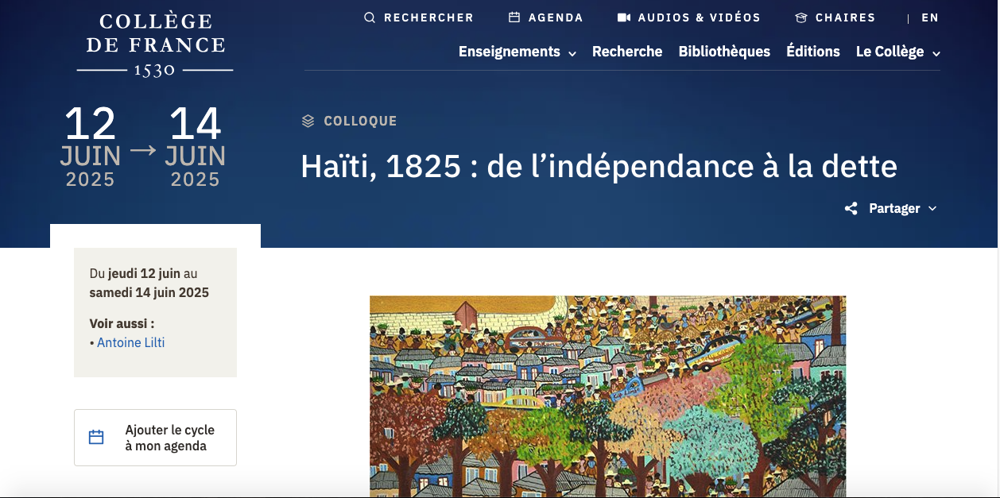 COLLÈGE
DE FRANCE
1530
RECHERCHER AGENDA AUDIOS & VIDÉOS CHAIRES | EN
Enseignements Recherche Bibliothèques Éditions Le Collège
12 JUIN 2025 → 14 JUIN 2025
COLLOQUE
Haïti, 1825 : de l’indépendance à la dette
Partager
Du jeudi 12 juin au
samedi 14 juin 2025
Voir aussi :
• Antoine Lilti
Ajouter le cycle
à mon agenda